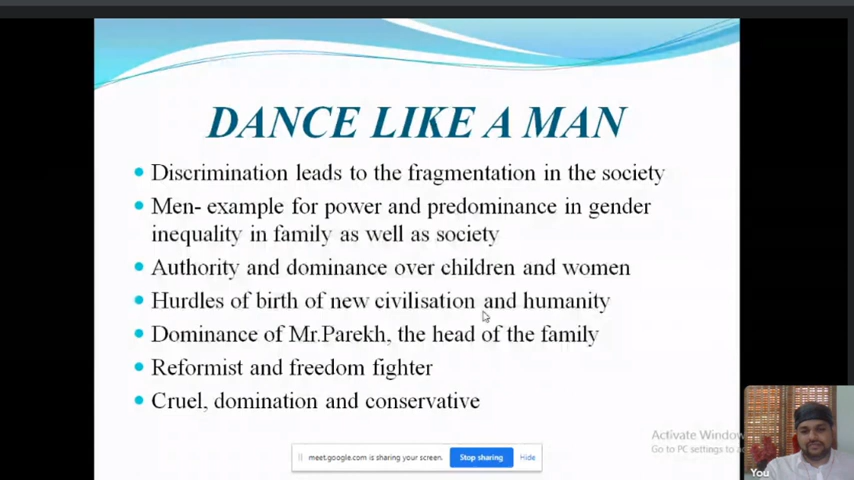 DANCE LIKE A MAN
Discrimination leads to the fragmentation in the society
Men- example for power and predominance in gender
inequality in family as well as society
Authority and dominance over children and women
Hurdles of birth of new civilisation and humanity
Dominance of Mr.Parekh, the head of the family
Reformist and freedom fighter
Cruel, domination and conservative
Activate Window
Go to PC settings to
meet.google.com is sharing your screen. Stop sharing Hide
You